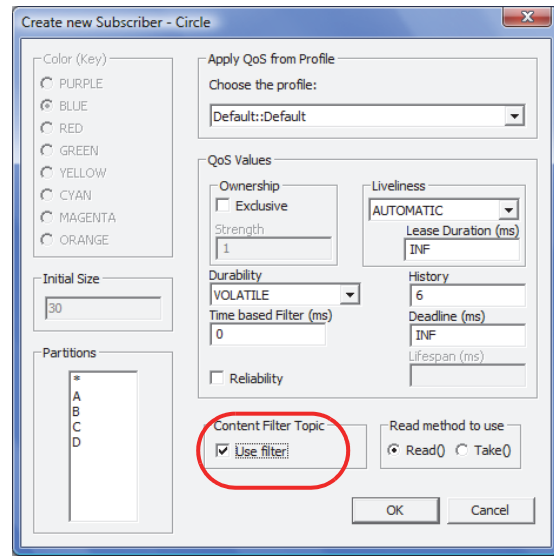 Create new Subscriber - Circle
Color (Key)
PURPLE
BLUE
RED
GREEN
YELLOW
CYAN
MAGENTA
ORANGE
Initial Size
30
Partitions
*
A
B
C
D
Apply QoS from Profile
Choose the profile:
Default::Default
QoS Values
Ownership
Exclusive
Strength
1
Liveliness
AUTOMATIC
Lease Duration (ms)
INF
Durability
VOLATILE
Time based Filter (ms)
0
Reliability
History
6
Deadline (ms)
INF
Lifespan (ms)
Content Filter Topic
Use filter
Read method to use
Read() Take()
OK Cancel